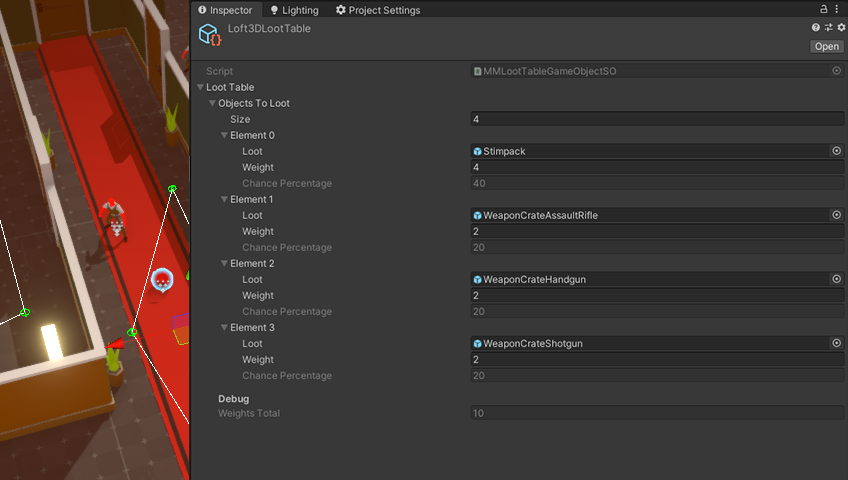 Inspector Lighting Project Settings
Loft3DLootTable
Open
Script MMLootTableGameObjectSO
Loot Table
Objects To Loot
Size 4
Element 0
Loot Stimpack
Weight 4
Chance Percentage 40
Element 1
Loot WeaponCrateAssaultRifle
Weight 2
Chance Percentage 20
Element 2
Loot WeaponCrateHandgun
Weight 2
Chance Percentage 20
Element 3
Loot WeaponCrateShotgun
Weight 2
Chance Percentage 20
Debug
Weights Total 10